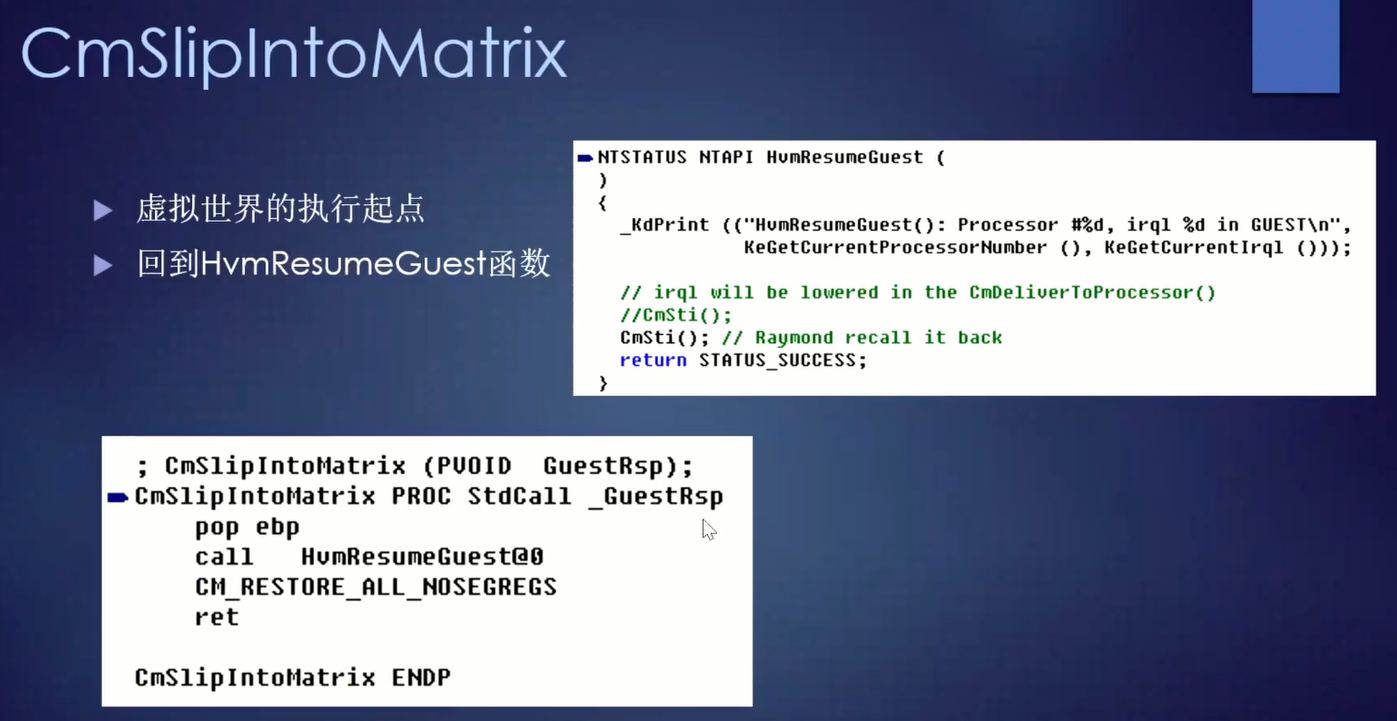 CmSlipIntoMatrix
虚拟世界的执行起点
回到HvmResumeGuest函数
NTSTATUS NTAPI HvmResumeGuest (
)
{
_KdPrint (("HvmResumeGuest(): Processor #%d, irql %d in GUEST\n",
KeGetCurrentProcessorNumber (), KeGetCurrentIrql ()));
// irql will be lowered in the CmDeliverToProcessor()
//CmSti();
CmSti(); // Raymond recall it back
return STATUS_SUCCESS;
}
; CmSlipIntoMatrix (PVOID  GuestRsp);
CmSlipIntoMatrix PROC StdCall _GuestRsp
pop ebp
call   HvmResumeGuest@0
CM_RESTORE_ALL_NOSEGREGS
ret
CmSlipIntoMatrix ENDP